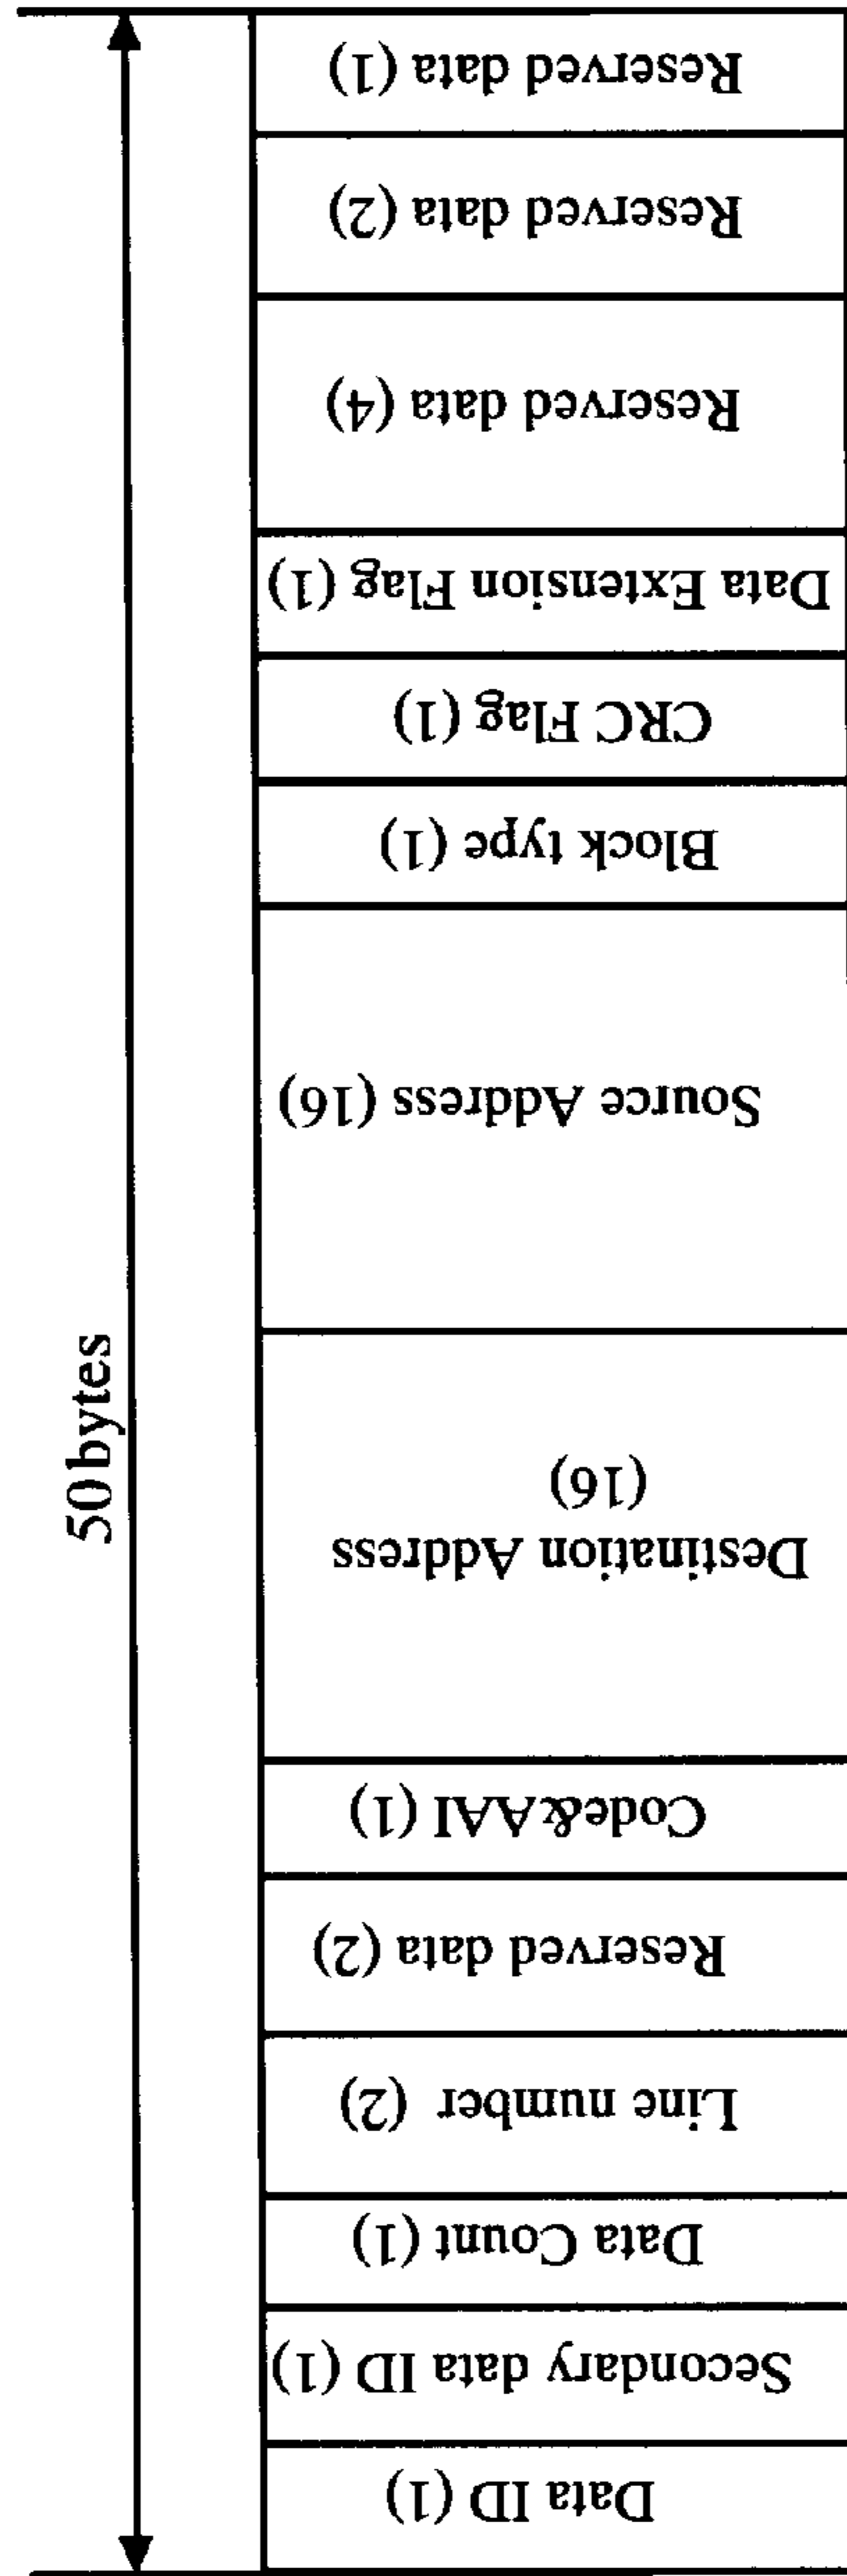 Data ID (1)
Secondary data ID (1)
Data Count (1)
Line number (2)
Reserved data (2)
Code&AAI (1)
Destination Address
(16)
Source Address (16)
Block type (1)
CRC Flag (1)
Data Extension Flag (1)
Reserved data (4)
Reserved data (2)
Reserved data (1)
50bytes